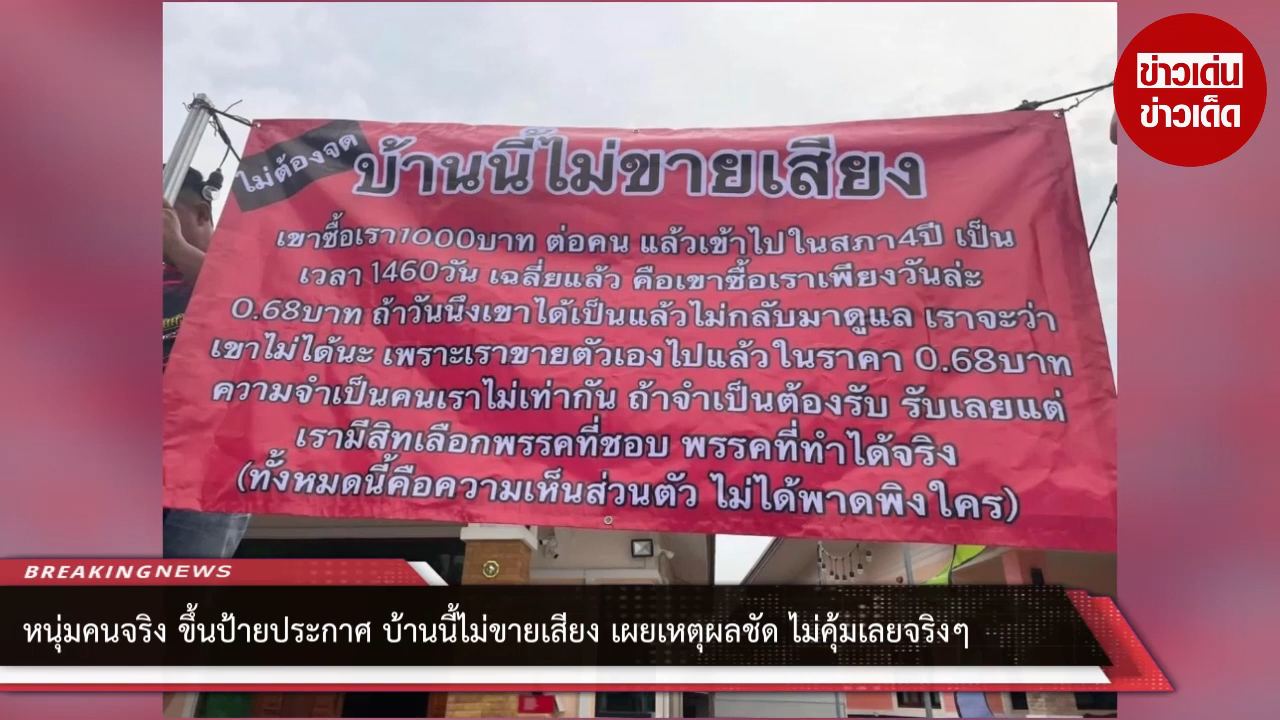 ข่าวเด่น
ข่าวเด็ด
ไม่ต้องจด
บ้านนี้ไม่ขายเสียง
เขาซื้อเรา1000บาท ต่อคน แล้วเข้าไปในสภา4ปี เป็น
เวลา 1460วัน เฉลี่ยแล้ว คือเขาซื้อเราเพียงวันล่ะ
0.68บาท ถ้าวันนึงเขาได้เป็นแล้วไม่กลับมาดูแล เราจะว่า
เขาไม่ได้นะ เพราะเราขายตัวเองไปแล้วในราคา 0.68บาท
ความจำเป็นคนเราไม่เท่ากัน ถ้าจำเป็นต้องรับ รับเลยแต่
เรามีสิทเลือกพรรคที่ชอบ พรรคที่ทำได้จริง
(ทั้งหมดนี้คือความเห็นส่วนตัว ไม่ได้พาดพิงใคร)
BREAKINGNEWS
หนุ่มคนจริง ขึ้นป้ายประกาศ บ้านนี้ไม่ขายเสียง เผยเหตุผลชัด ไม่คุ้มเลยจริงๆ